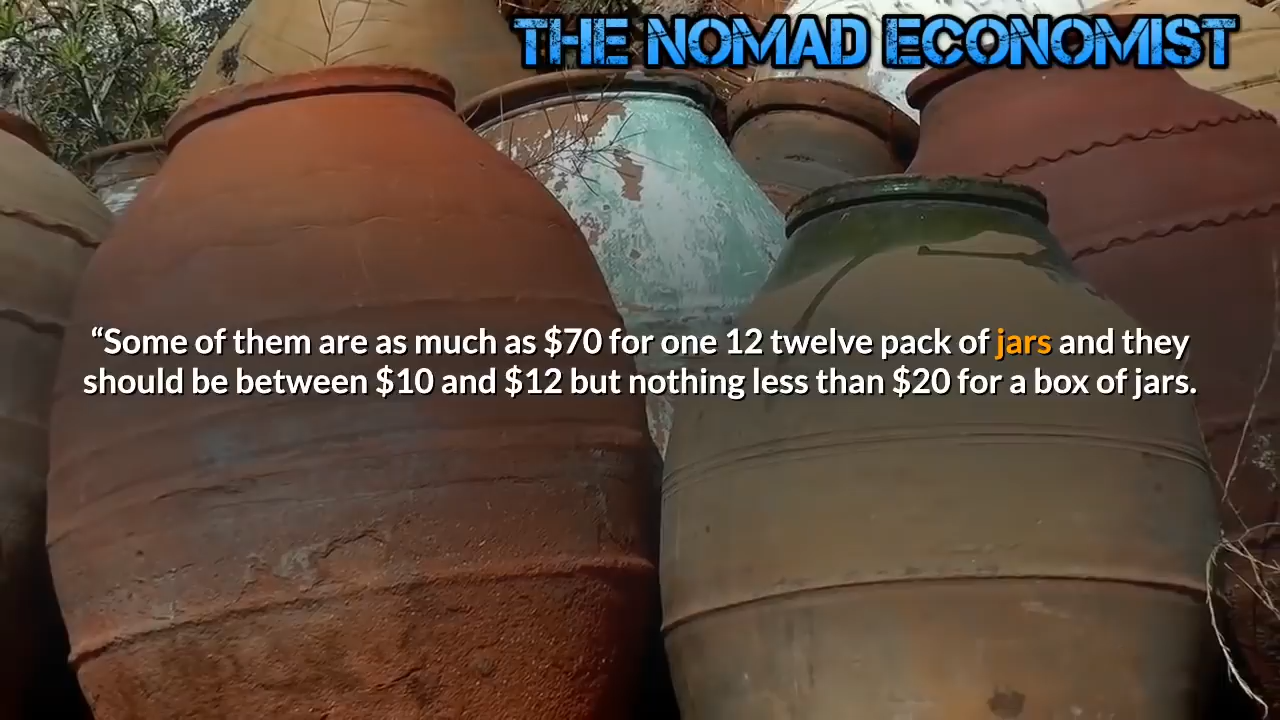 THE NOMAD ECONOMIST
“Some of them are as much as $70 for one 12 twelve pack of jars and they
should be between $10 and $12 but nothing less than $20 for a box of jars.